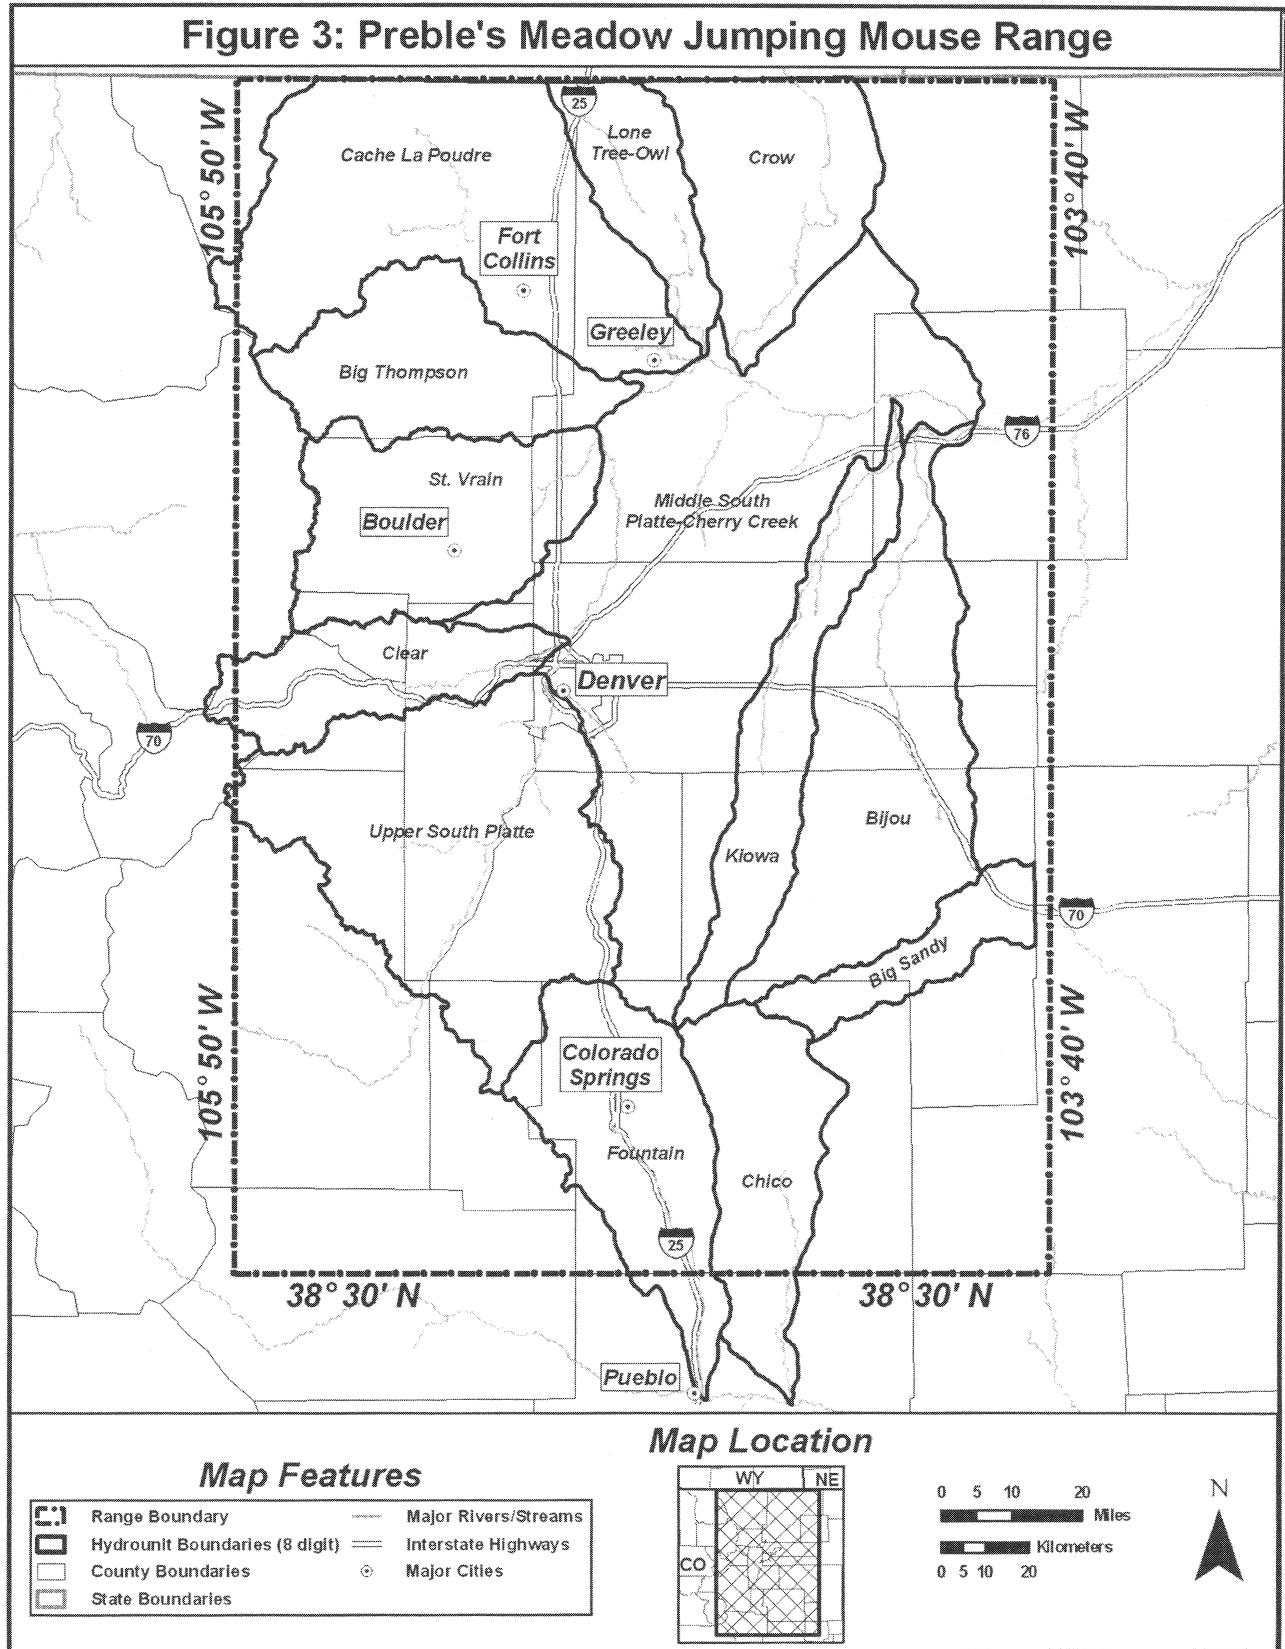 Figure 3: Preble's Meadow Jumping Mouse Range
105° 50' W
103° 40' W
25
Cache La Poudre
Lone
Tree-Owl
Crow
Fort
Collins
Greeley
Big Thompson
76
St. Vrain
Boulder
Middle South
Platte-Cherry Creek
Clear
Denver
70
Upper South Platte
Kiowa
Bijou
70
Big Sandy
105° 50' W
103° 40' W
Colorado
Springs
Fountain
Chico
25
38° 30' N
38° 30' N
Pueblo
Map Features
Range Boundary
Hydrounit Boundaries (8 digit)
County Boundaries
State Boundaries
Major Rivers/Streams
Interstate Highways
Major Cities
Map Location
WY
NE
CO
0 5 10 20
Miles
Kilometers
0 5 10 20
N